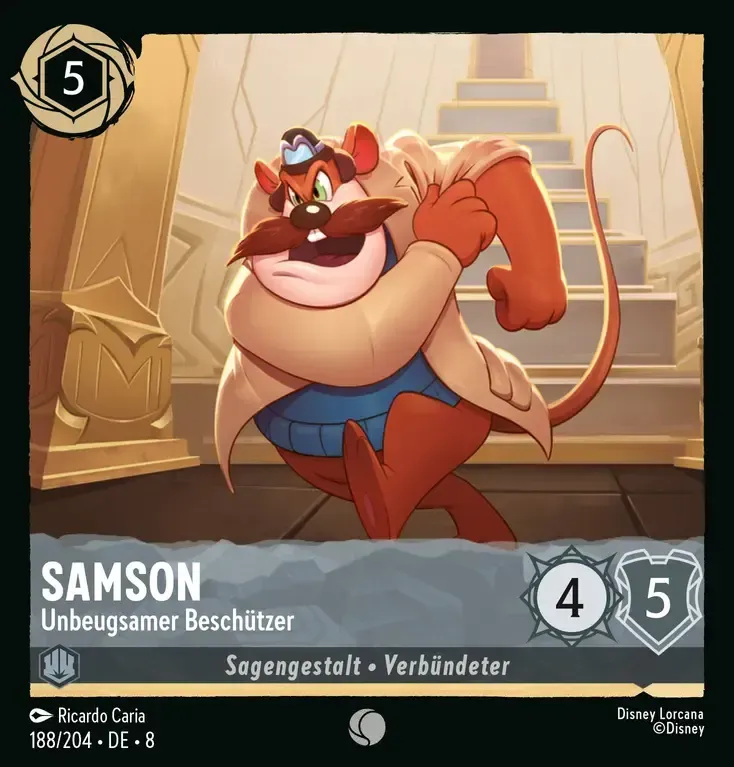 5
SAMSON
Unbeugsamer Beschützer
4
5
Sagengestalt • Verbündeter
Ricardo Caria
188/204 • DE • 8
Disney Lorcana
©Disney